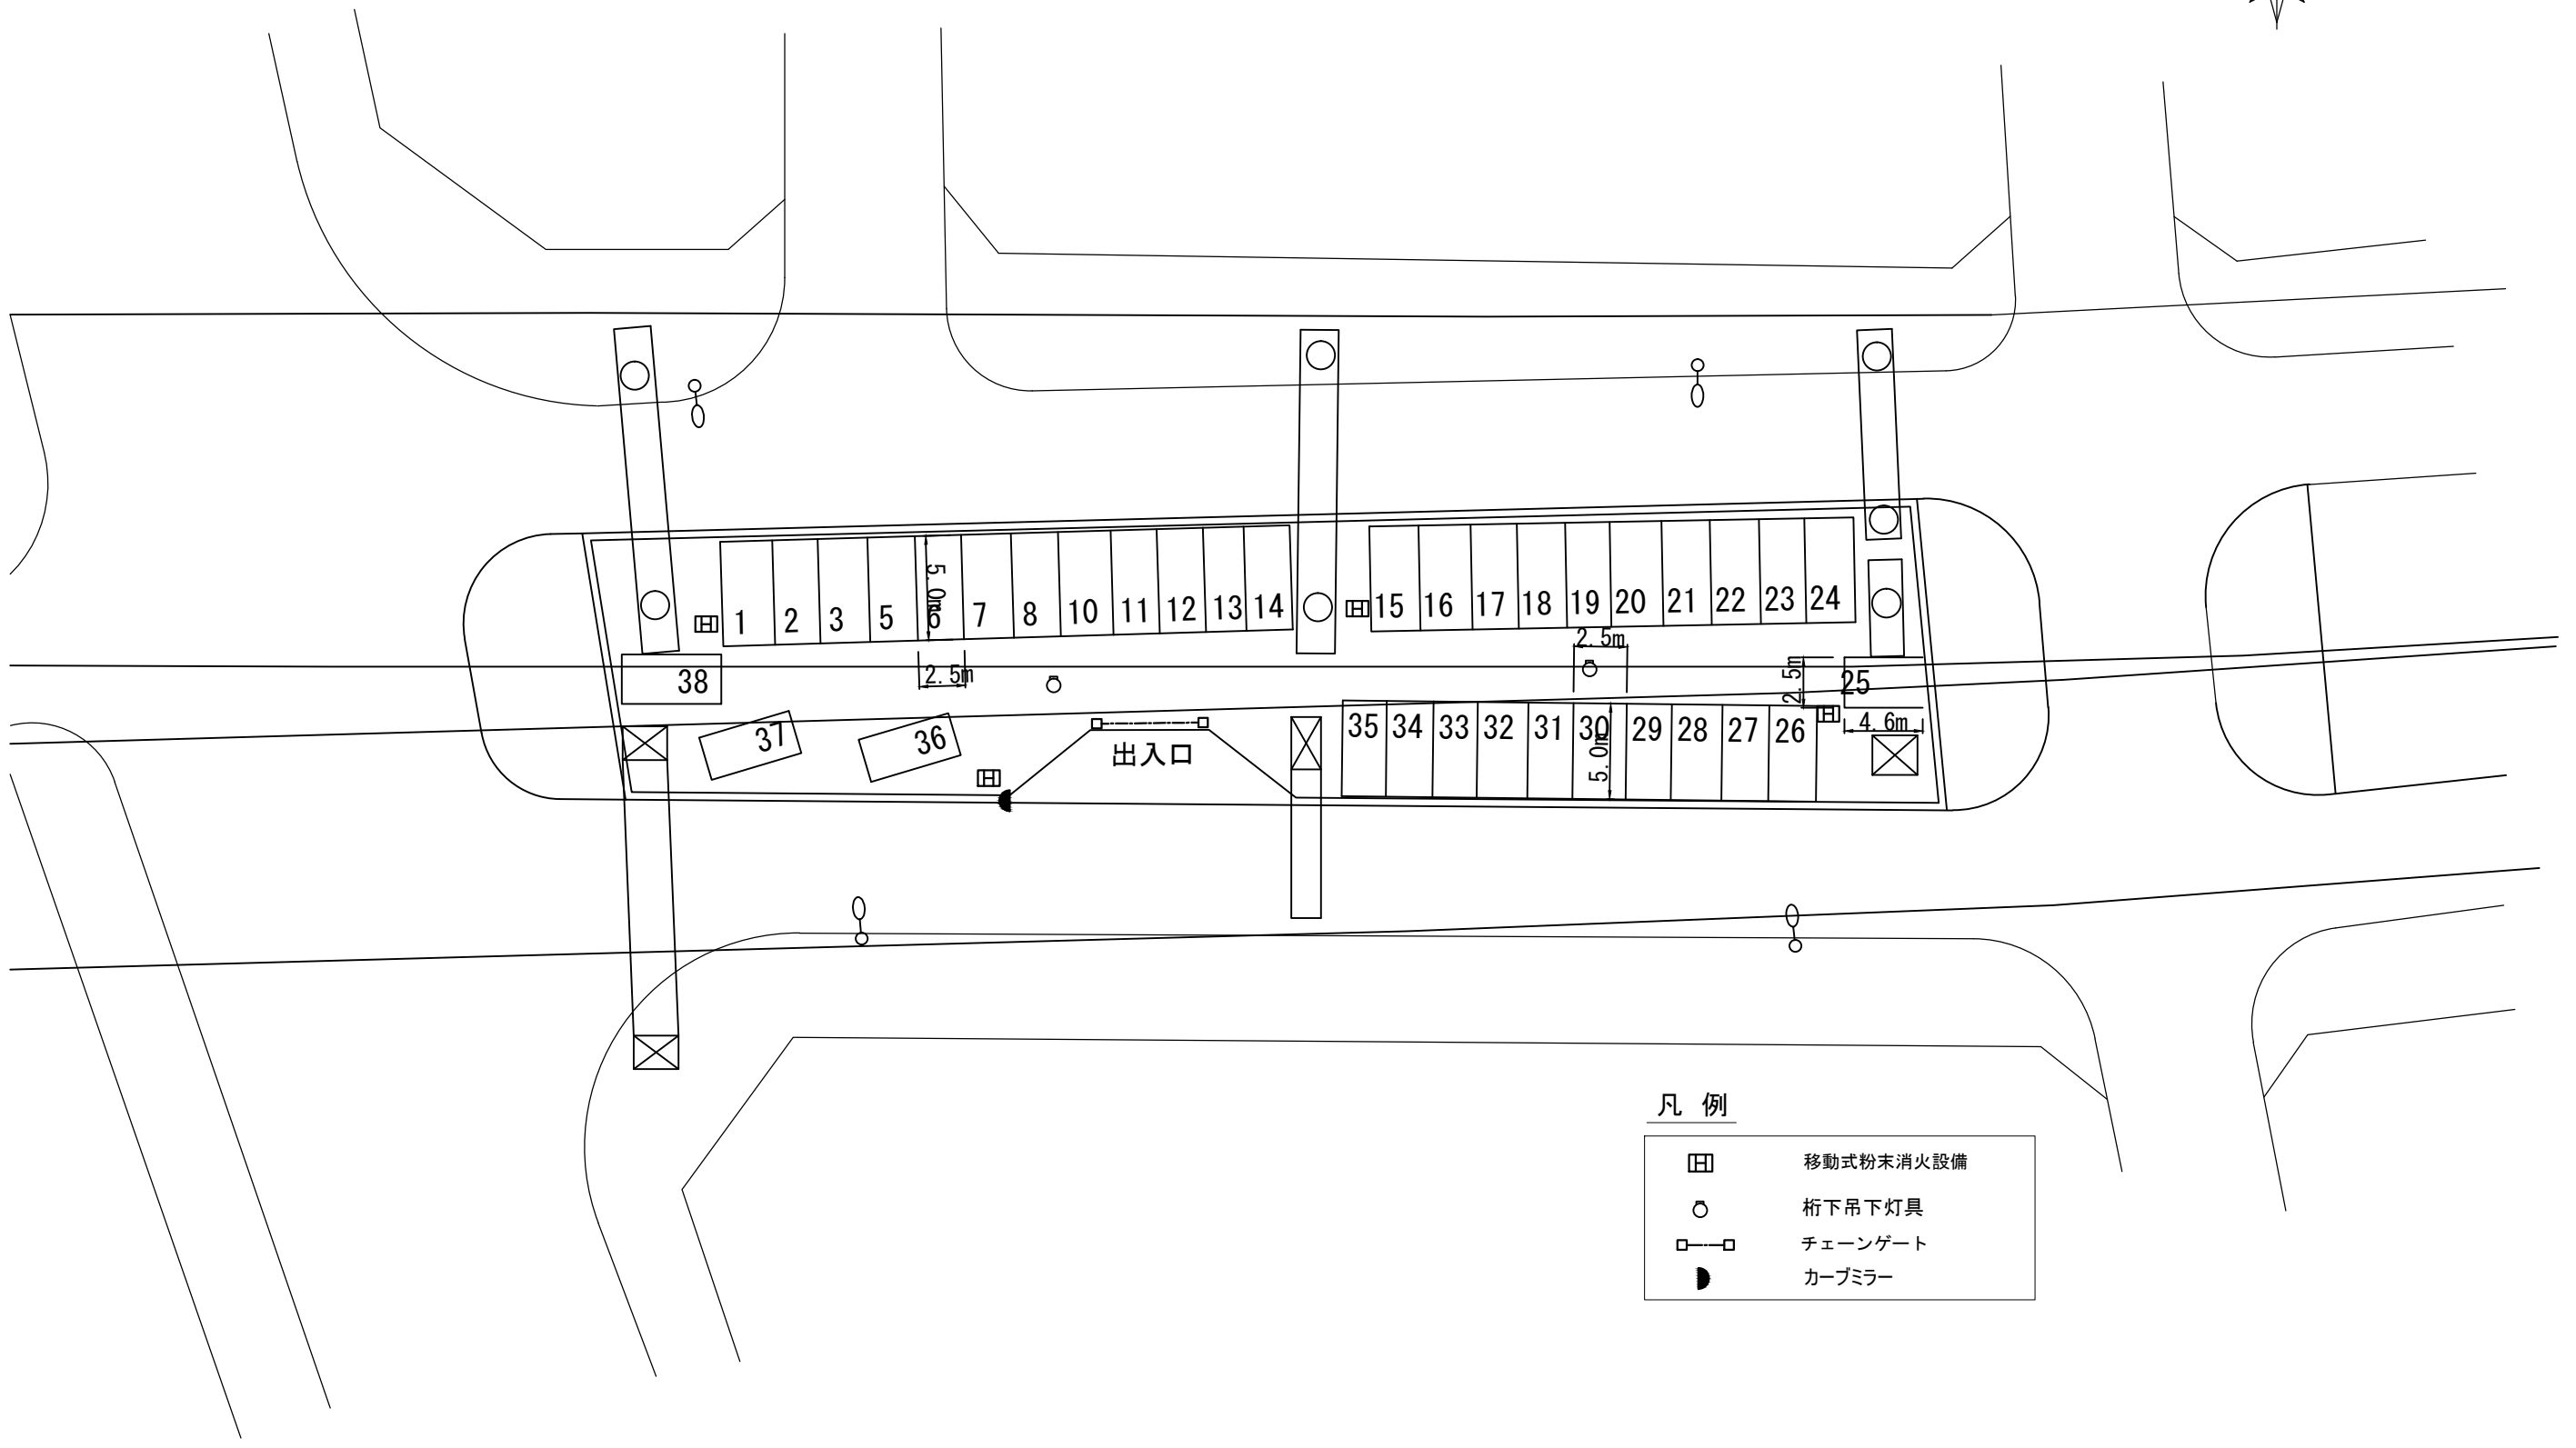 1 2 3 5 6 7 8 10 11 12 13 14
5.0m
15 16 17 18 19 20 21 22 23 24
2.5m
2.5m
2.5m
38
25
37
36
出入口
35 34 33 32 31 30 29 28 27 26
5.0m
4.6m
凡 例
移動式粉末消火設備
桁下吊下灯具
チェーンゲート
カーブミラー